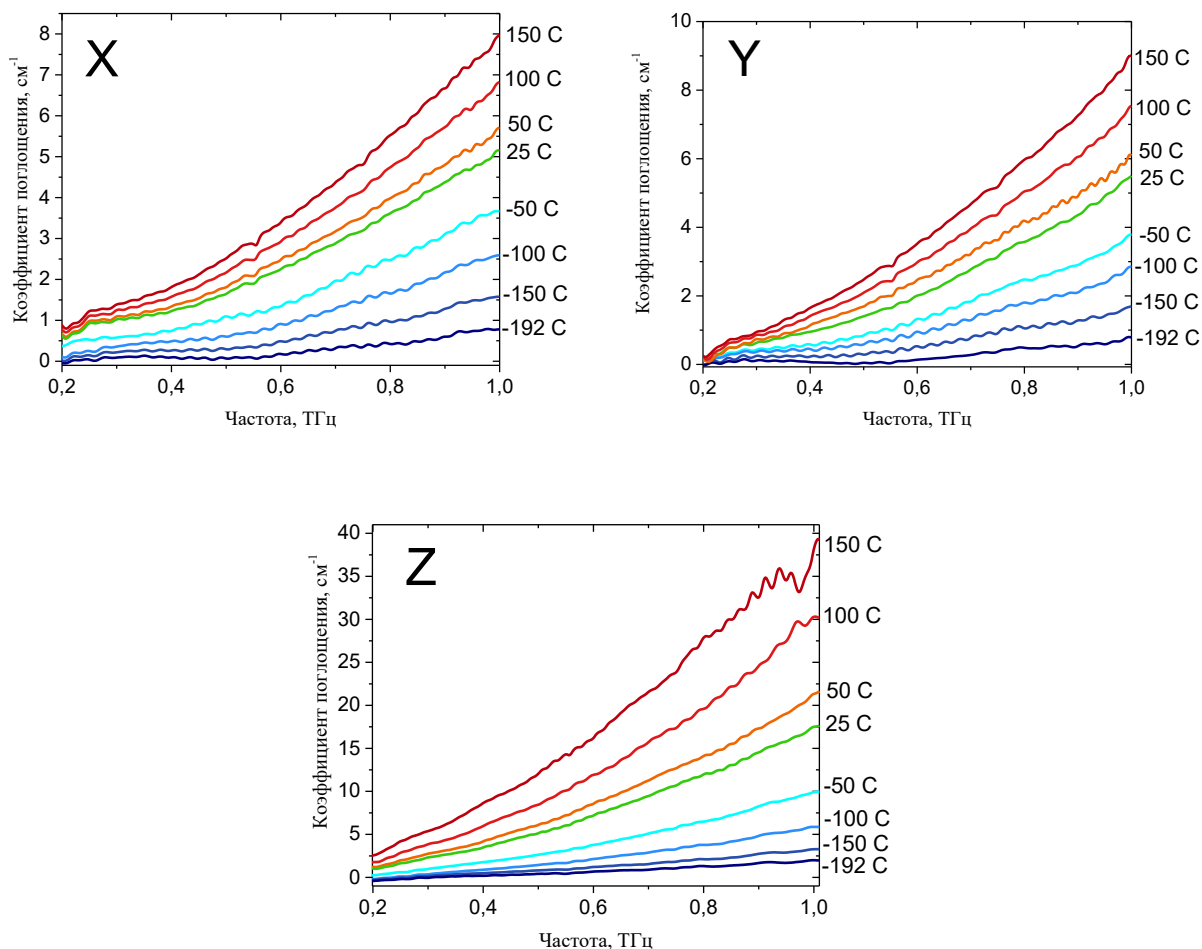 X
Коэффициент поглощения, см⁻¹
8
7
6
5
4
3
2
1
0
0,2 0,4 0,6 0,8 1,0
Частота, ТГц
150 C
100 C
50 C
25 C
-50 C
-100 C
-150 C
-192 C
Y
Коэффициент поглощения, см⁻¹
10
8
6
4
2
0
0,2 0,4 0,6 0,8 1,0
Частота, ТГц
150 C
100 C
50 C
25 C
-50 C
-100 C
-150 C
-192 C
Z
Коэффициент поглощения, см⁻¹
40
35
30
25
20
15
10
5
0
0,2 0,4 0,6 0,8 1,0
Частота, ТГц
150 C
100 C
50 C
25 C
-50 C
-100 C
-150 C
-192 C